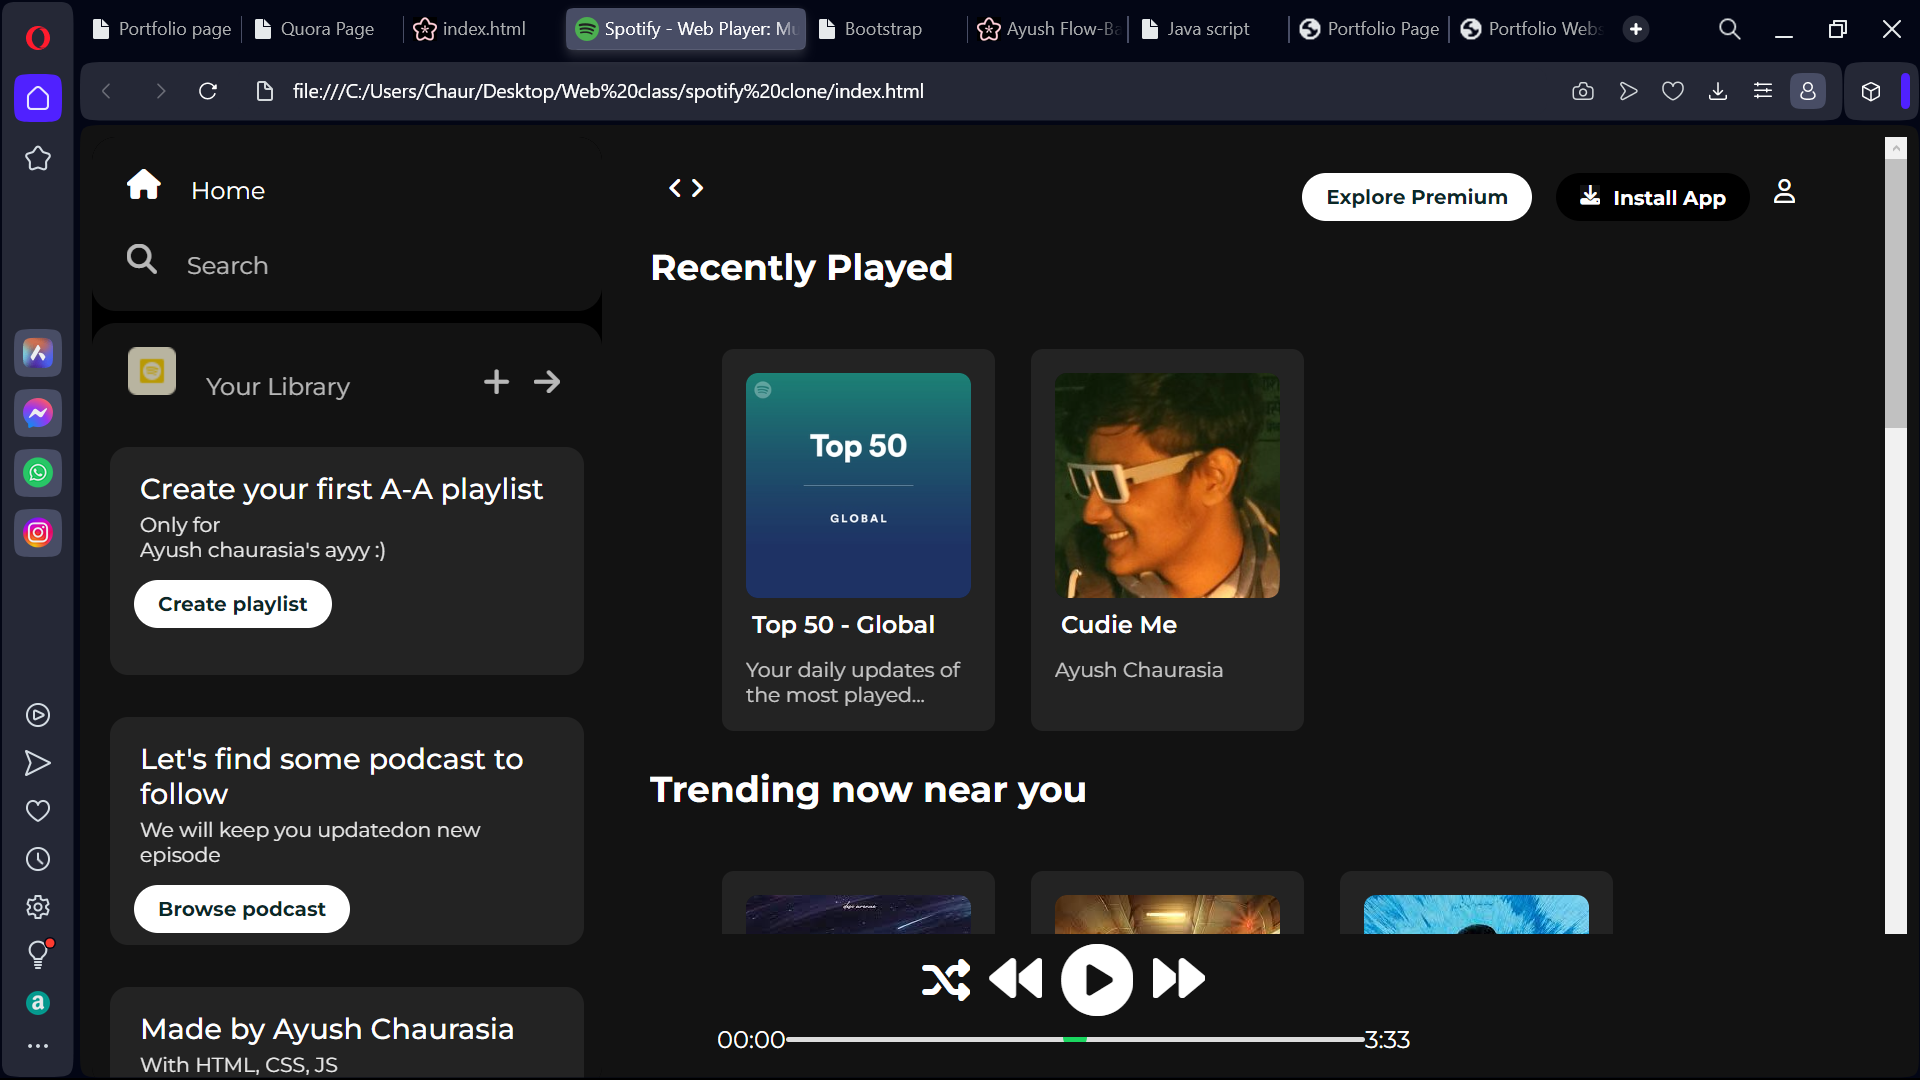 Portfolio page
Quora Page
index.html
Spotify - Web Player: Mu
Bootstrap
Ayush Flow-Ba
Java script
Portfolio Page
Portfolio Webs
file:///C:/Users/Chaur/Desktop/Web%20class/spotify%20clone/index.html
Home
Search
Your Library
Create your first A-A playlist
Only for
Ayush chaurasia's ayyy :)
Create playlist
Let's find some podcast to
follow
We will keep you updatedon new
episode
Browse podcast
Made by Ayush Chaurasia
With HTML, CSS, JS
Explore Premium
Install App
Recently Played
Top 50
GLOBAL
Top 50 - Global
Your daily updates of
the most played...
Cudie Me
Ayush Chaurasia
Trending now near you
00:00
3:33